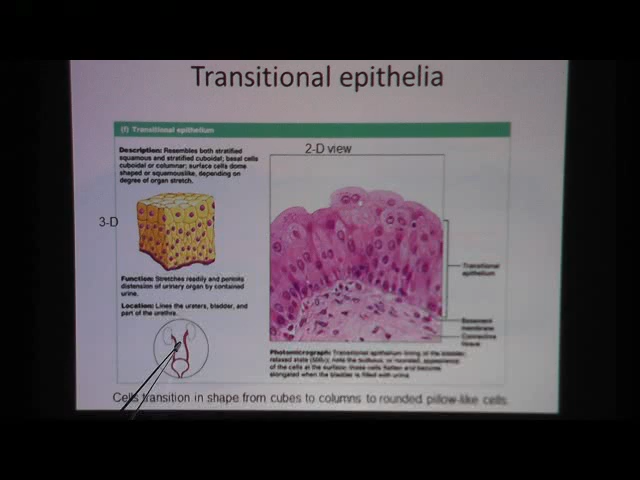 Transitional epithelia
(f) Transitional epithelium
Description: Resembles both stratified
squamous and stratified cuboidal; basal cells
cuboidal or columnar; surface cells dome
shaped or squamouslike, depending on
degree of organ stretch.
2-D view
3-D
Function: Stretches readily and permits
distension of urinary organ by contained
urine.
Location: Lines the ureters, bladder, and
part of the urethra.
Transitional
epithelium
Basement
membrane
Connective
tissue
Photomicrograph: Transitional epithelium lining of the bladder,
relaxed state (500x); note the bulbous, or rounded, appearance
of the cells at the surface; these cells flatten and become
elongated when the bladder is filled with urine.
Cells transition in shape from cubes to columns to rounded pillow-like cells.